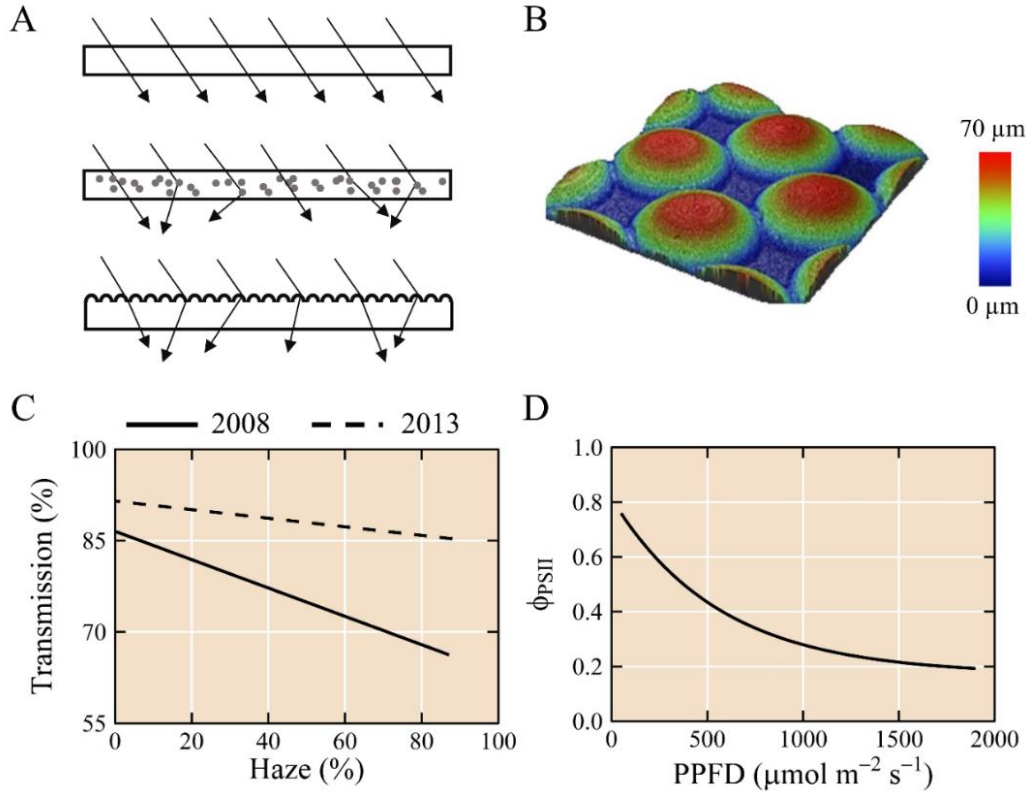 A
B
70 µm
0 µm
C
2008 2013
100
85
70
55
Transmission (%)
0 20 40 60 80 100
Haze (%)
D
1.0
0.8
0.6
0.4
0.2
0.0
ϕPSII
0 500 1000 1500 2000
PPFD (µmol m⁻² s⁻¹)